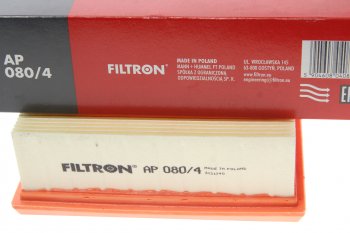 AP
080/4
FILTRON®
MADE IN POLAND
MANN + HUMMEL FT POLAND
SPÓŁKA Z OGRANICZONĄ
ODPOWIEDZIALNOŚCIĄ SP. K.
UL. WROCŁAWSKA 145
63-800 GOSTYŃ, POLAND
www.filtron.eu
FILTRON® AP 080/4
MADE IN POLAND